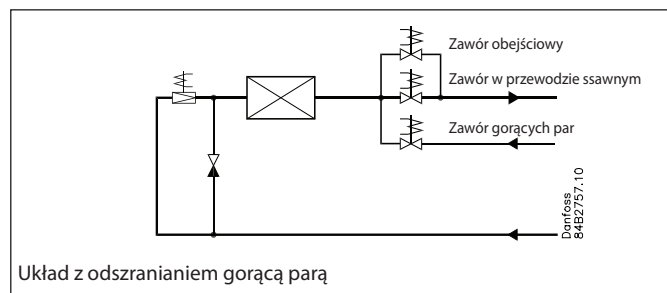 Zawór obejściowy
Zawór w przewodzie ssawnym
Zawór gorących par
Danfoss
84B2757.10
Układ z odszranianiem gorącą parą